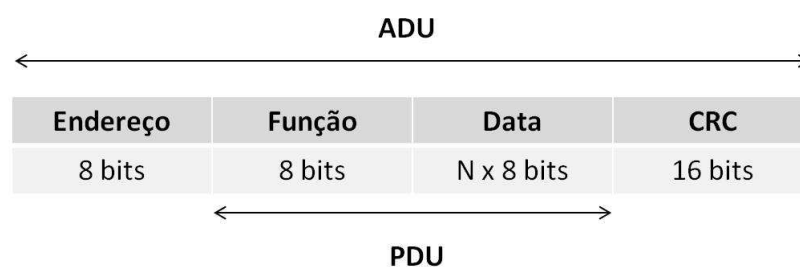 ADU
Endereço Função Data CRC
8 bits 8 bits N x 8 bits 16 bits
PDU